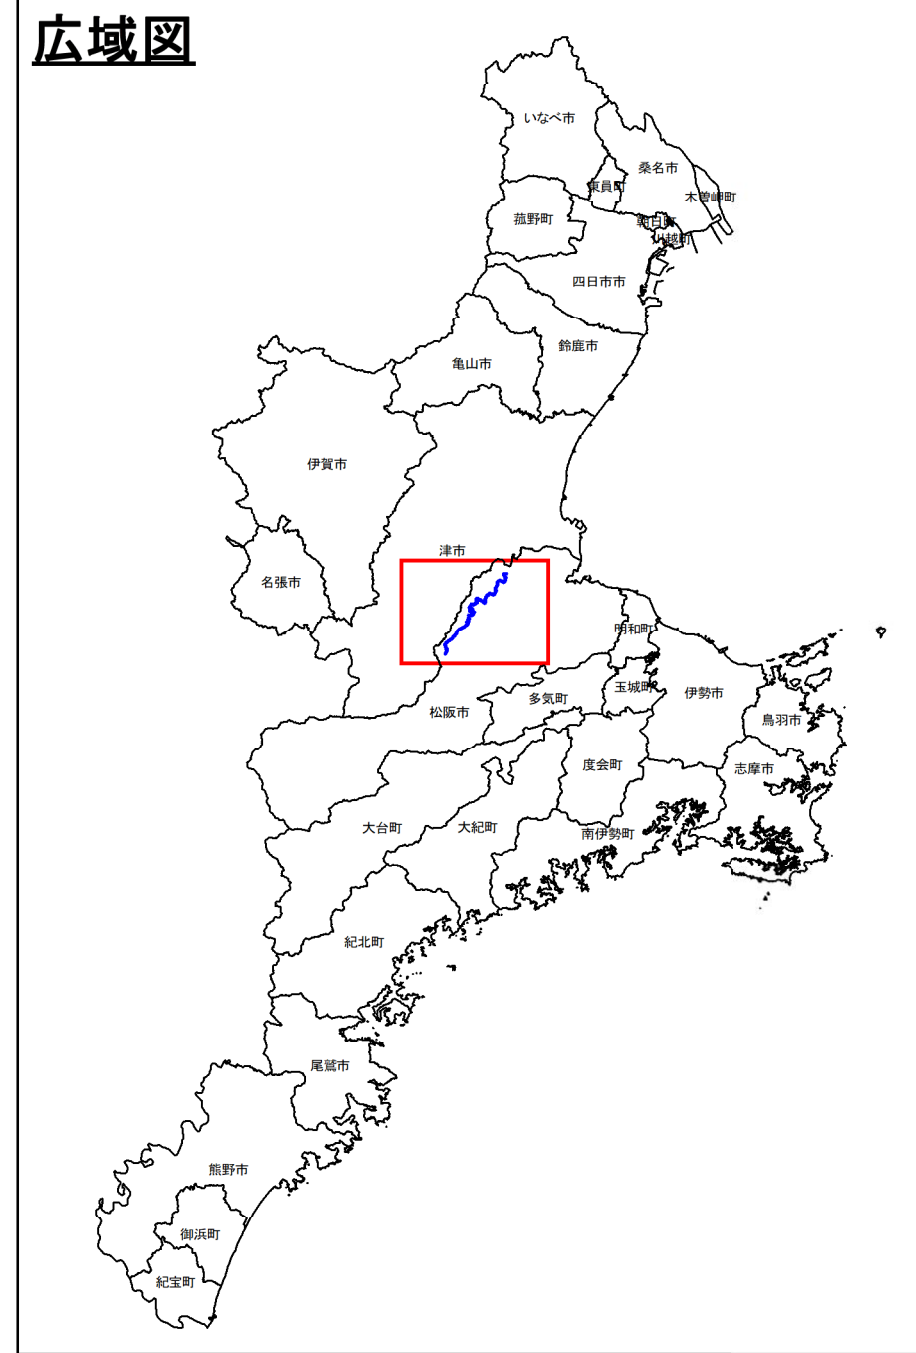 広域図
いなべ市
桑名市
東員町
木曽岬町
菰野町
朝日町
川越町
四日市市
鈴鹿市
亀山市
伊賀市
津市
名張市
明和町
玉城町
伊勢市
多気町
松阪市
鳥羽市
度会町
志摩市
大台町
大紀町
南伊勢町
紀北町
尾鷲市
熊野市
御浜町
紀宝町